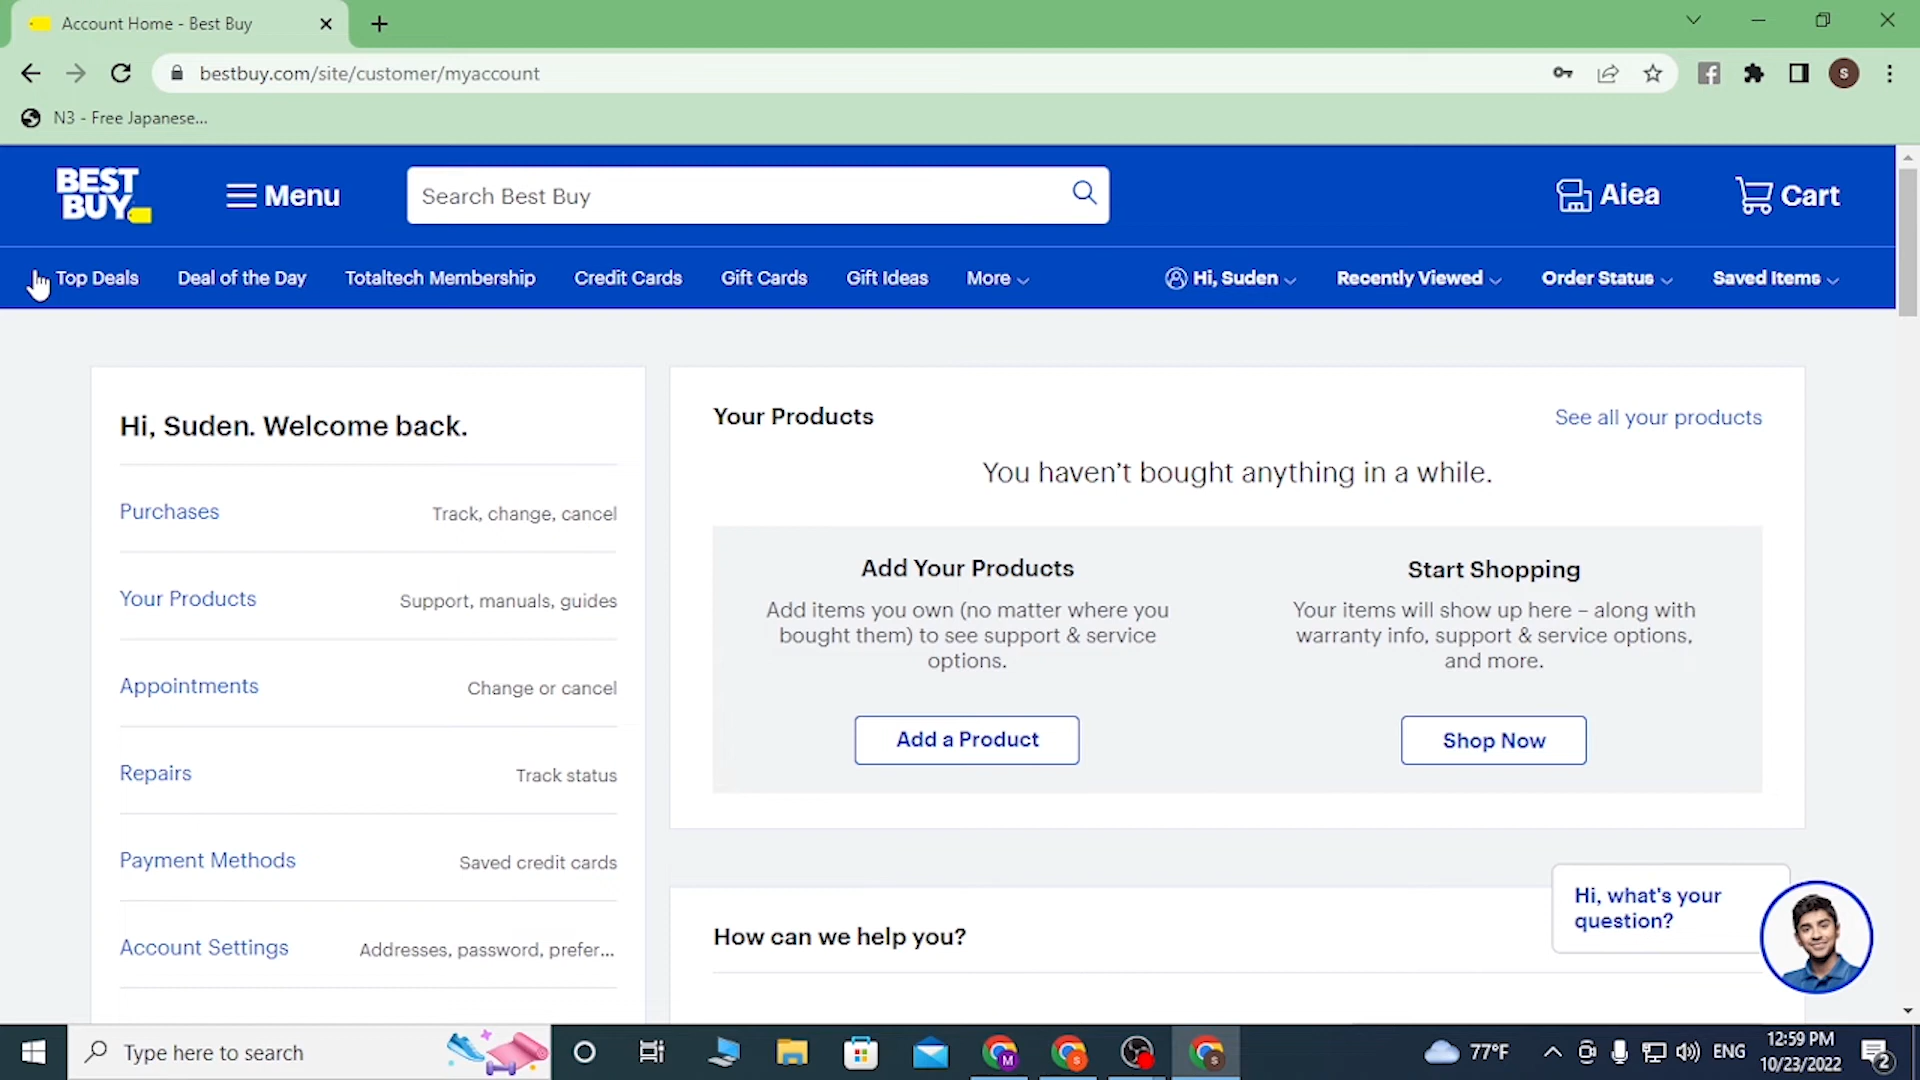 Account Home - Best Buy
bestbuy.com/site/customer/myaccount
S
N3 - Free Japanese...
BEST
BUY
Menu
Search Best Buy
Aiea
Cart
Top Deals
Deal of the Day
Totaltech Membership
Credit Cards
Gift Cards
Gift Ideas
More
Hi, Suden
Recently Viewed
Order Status
Saved Items
Hi, Suden. Welcome back.
Purchases
Track, change, cancel
Your Products
Support, manuals, guides
Appointments
Change or cancel
Repairs
Track status
Payment Methods
Saved credit cards
Account Settings
Addresses, password, prefer...
Your Products
See all your products
You haven't bought anything in a while.
Add Your Products
Add items you own (no matter where you
bought them) to see support & service
options.
Add a Product
Start Shopping
Your items will show up here – along with
warranty info, support & service options,
and more.
Shop Now
How can we help you?
Hi, what's your
question?
Type here to search
M
S
S
77°F
ENG
12:59 PM
10/23/2022
2